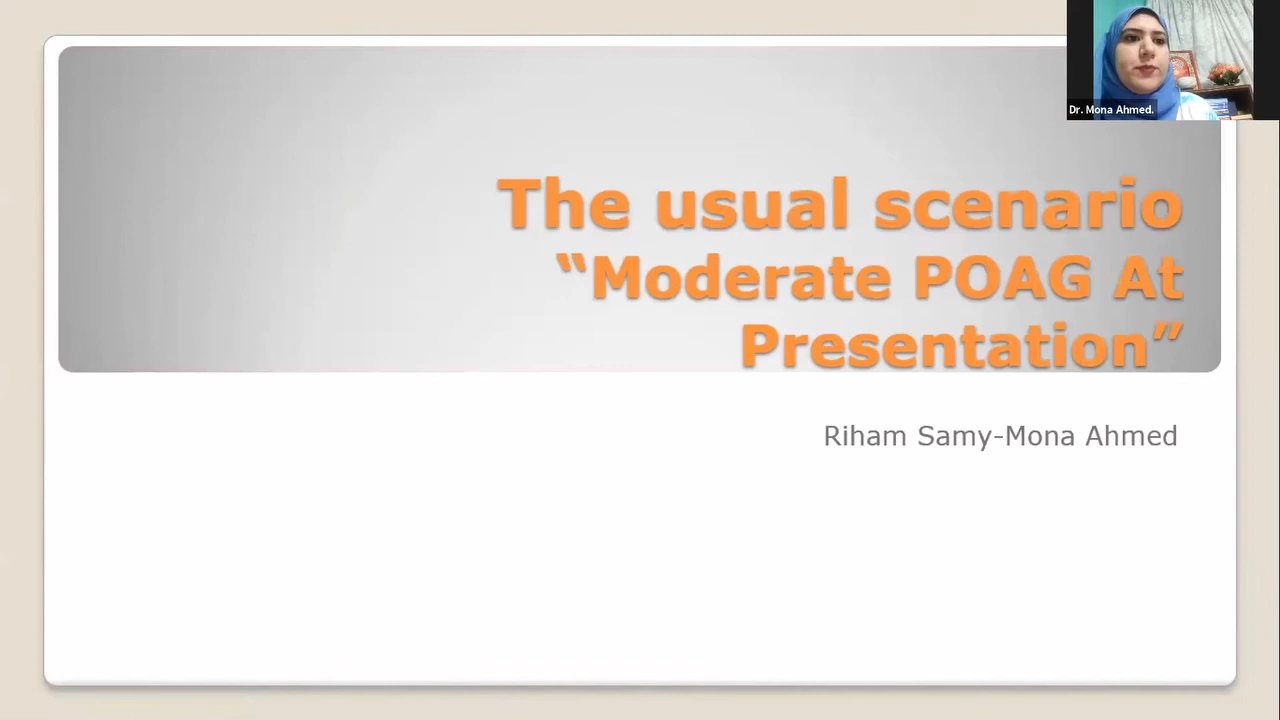 Dr. Mona Ahmed.
The usual scenario
“Moderate POAG At
Presentation”
Riham Samy-Mona Ahmed